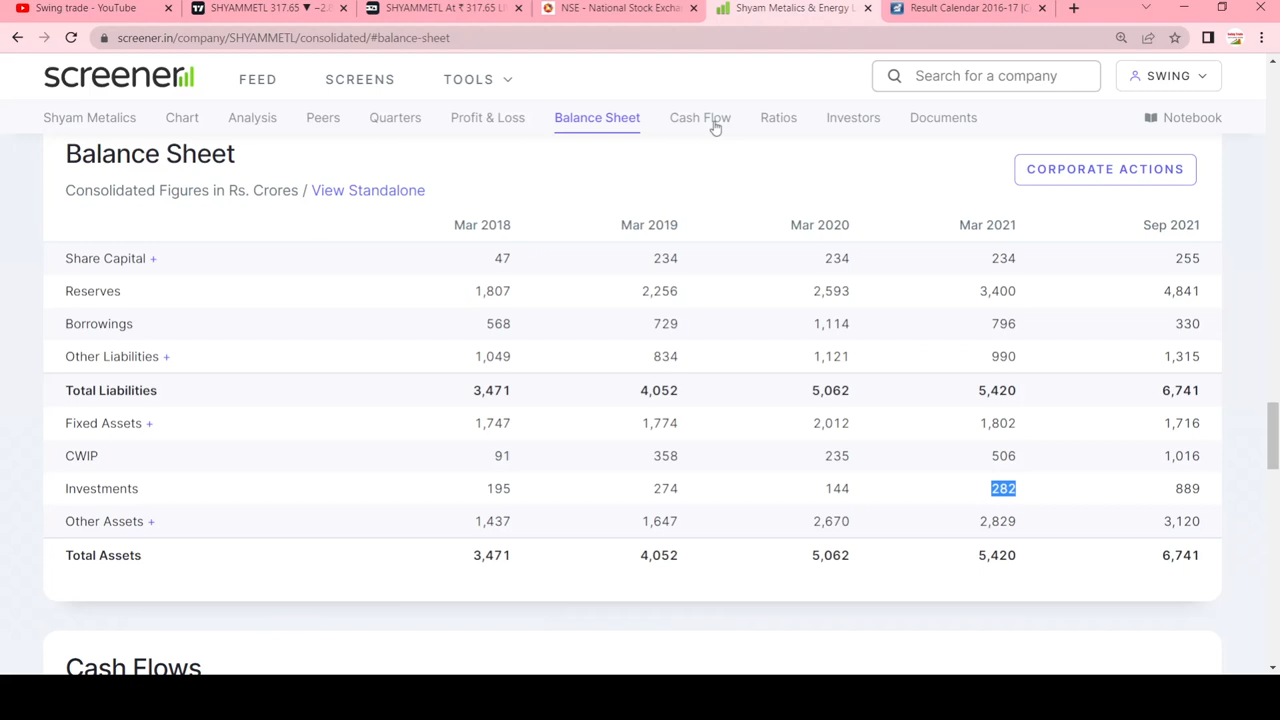 Swing trade - YouTube
SHYAMMETL 317.65 ▼ −2.8
SHYAMMETL At ₹ 317.65 Li
NSE - National Stock Excha
Shyam Metalics & Energy L
Result Calendar 2016-17 |C
screener.in/company/SHYAMMETL/consolidated/#balance-sheet
screener
FEED
SCREENS
TOOLS
Search for a company
SWING
Shyam Metalics
Chart
Analysis
Peers
Quarters
Profit & Loss
Balance Sheet
Cash Flow
Ratios
Investors
Documents
Notebook
Balance Sheet
Consolidated Figures in Rs. Crores / View Standalone
CORPORATE ACTIONS
Mar 2018 Mar 2019 Mar 2020 Mar 2021 Sep 2021
Share Capital + 47 234 234 234 255
Reserves 1,807 2,256 2,593 3,400 4,841
Borrowings 568 729 1,114 796 330
Other Liabilities + 1,049 834 1,121 990 1,315
Total Liabilities 3,471 4,052 5,062 5,420 6,741
Fixed Assets + 1,747 1,774 2,012 1,802 1,716
CWIP 91 358 235 506 1,016
Investments 195 274 144 282 889
Other Assets + 1,437 1,647 2,670 2,829 3,120
Total Assets 3,471 4,052 5,062 5,420 6,741
Cash Flows